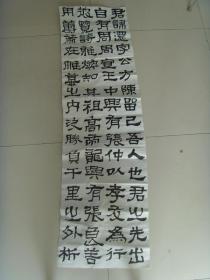 君諱遷字公方陳留己吾人也君之先出
自有周周宣王中興有張仲以孝友為行
披覽詩雅煥知其祖高帝龍興有張良善
用籌策在帷幕之內決勝負千里之外析